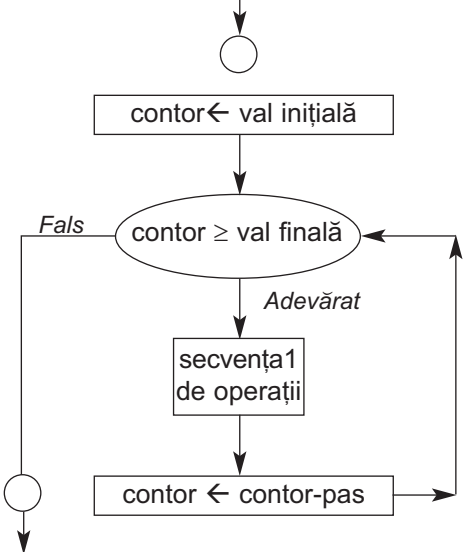 contor← val inițială
Fals
contor ≥ val finală
Adevărat
secvența1
de operații
contor ← contor-pas